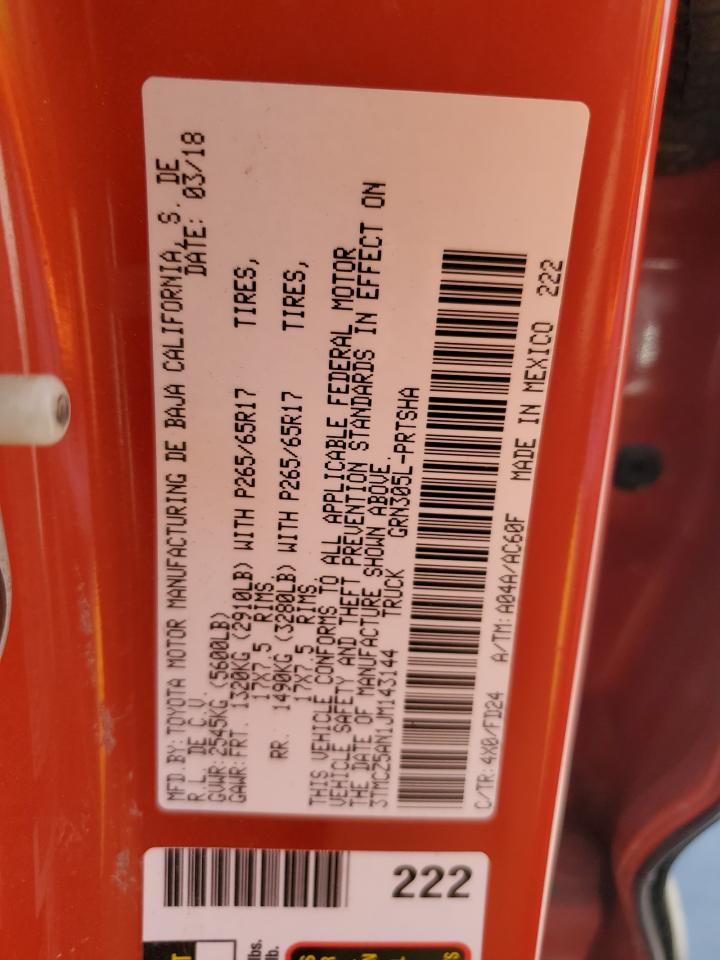 MFD.BY: TOYOTA MOTOR MANUFACTURING DE BAJA CALIFORNIA, S. DE
R.L. DE C.V. DATE: 03/18
GVWR:2545KG (5600LB)
GAWR:FRT. 1320KG (2910LB) WITH P265/65R17 TIRES,
17X7.5 RIMS
RR. 1490KG (3280LB) WITH P265/65R17 TIRES,
17X7.5 RIMS
THIS VEHICLE CONFORMS TO ALL APPLICABLE FEDERAL MOTOR
VEHICLE SAFETY AND THEFT PREVENTION STANDARDS IN EFFECT ON
THE DATE OF MANUFACTURE SHOWN ABOVE.
3TMCZ5AN1JM143144 TRUCK GRN305L-PRTSHA
C/TR:4X0/FD24 A/TM:A04A/AC60F MADE IN MEXICO 222
222
lbs.
lb.